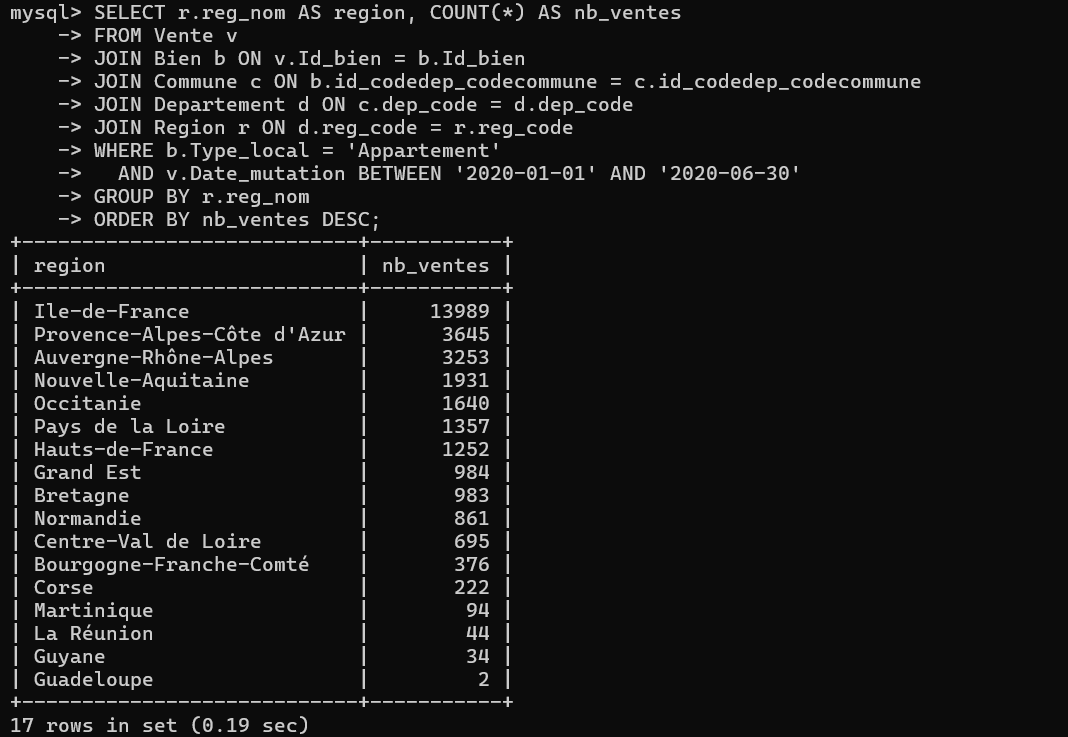 mysql> SELECT r.reg_nom AS region, COUNT(*) AS nb_ventes
    -> FROM Vente v
    -> JOIN Bien b ON v.Id_bien = b.Id_bien
    -> JOIN Commune c ON b.id_codedep_codecommune = c.id_codedep_codecommune
    -> JOIN Departement d ON c.dep_code = d.dep_code
    -> JOIN Region r ON d.reg_code = r.reg_code
    -> WHERE b.Type_local = 'Appartement'
    ->   AND v.Date_mutation BETWEEN '2020-01-01' AND '2020-06-30'
    -> GROUP BY r.reg_nom
    -> ORDER BY nb_ventes DESC;
+----------------------------+-----------+
| region                     | nb_ventes |
+----------------------------+-----------+
| Ile-de-France              |     13989 |
| Provence-Alpes-Côte d'Azur |      3645 |
| Auvergne-Rhône-Alpes       |      3253 |
| Nouvelle-Aquitaine         |      1931 |
| Occitanie                  |      1640 |
| Pays de la Loire           |      1357 |
| Hauts-de-France            |      1252 |
| Grand Est                  |       984 |
| Bretagne                   |       983 |
| Normandie                  |       861 |
| Centre-Val de Loire        |       695 |
| Bourgogne-Franche-Comté    |       376 |
| Corse                      |       222 |
| Martinique                 |        94 |
| La Réunion                 |        44 |
| Guyane                     |        34 |
| Guadeloupe                 |         2 |
+----------------------------+-----------+
17 rows in set (0.19 sec)